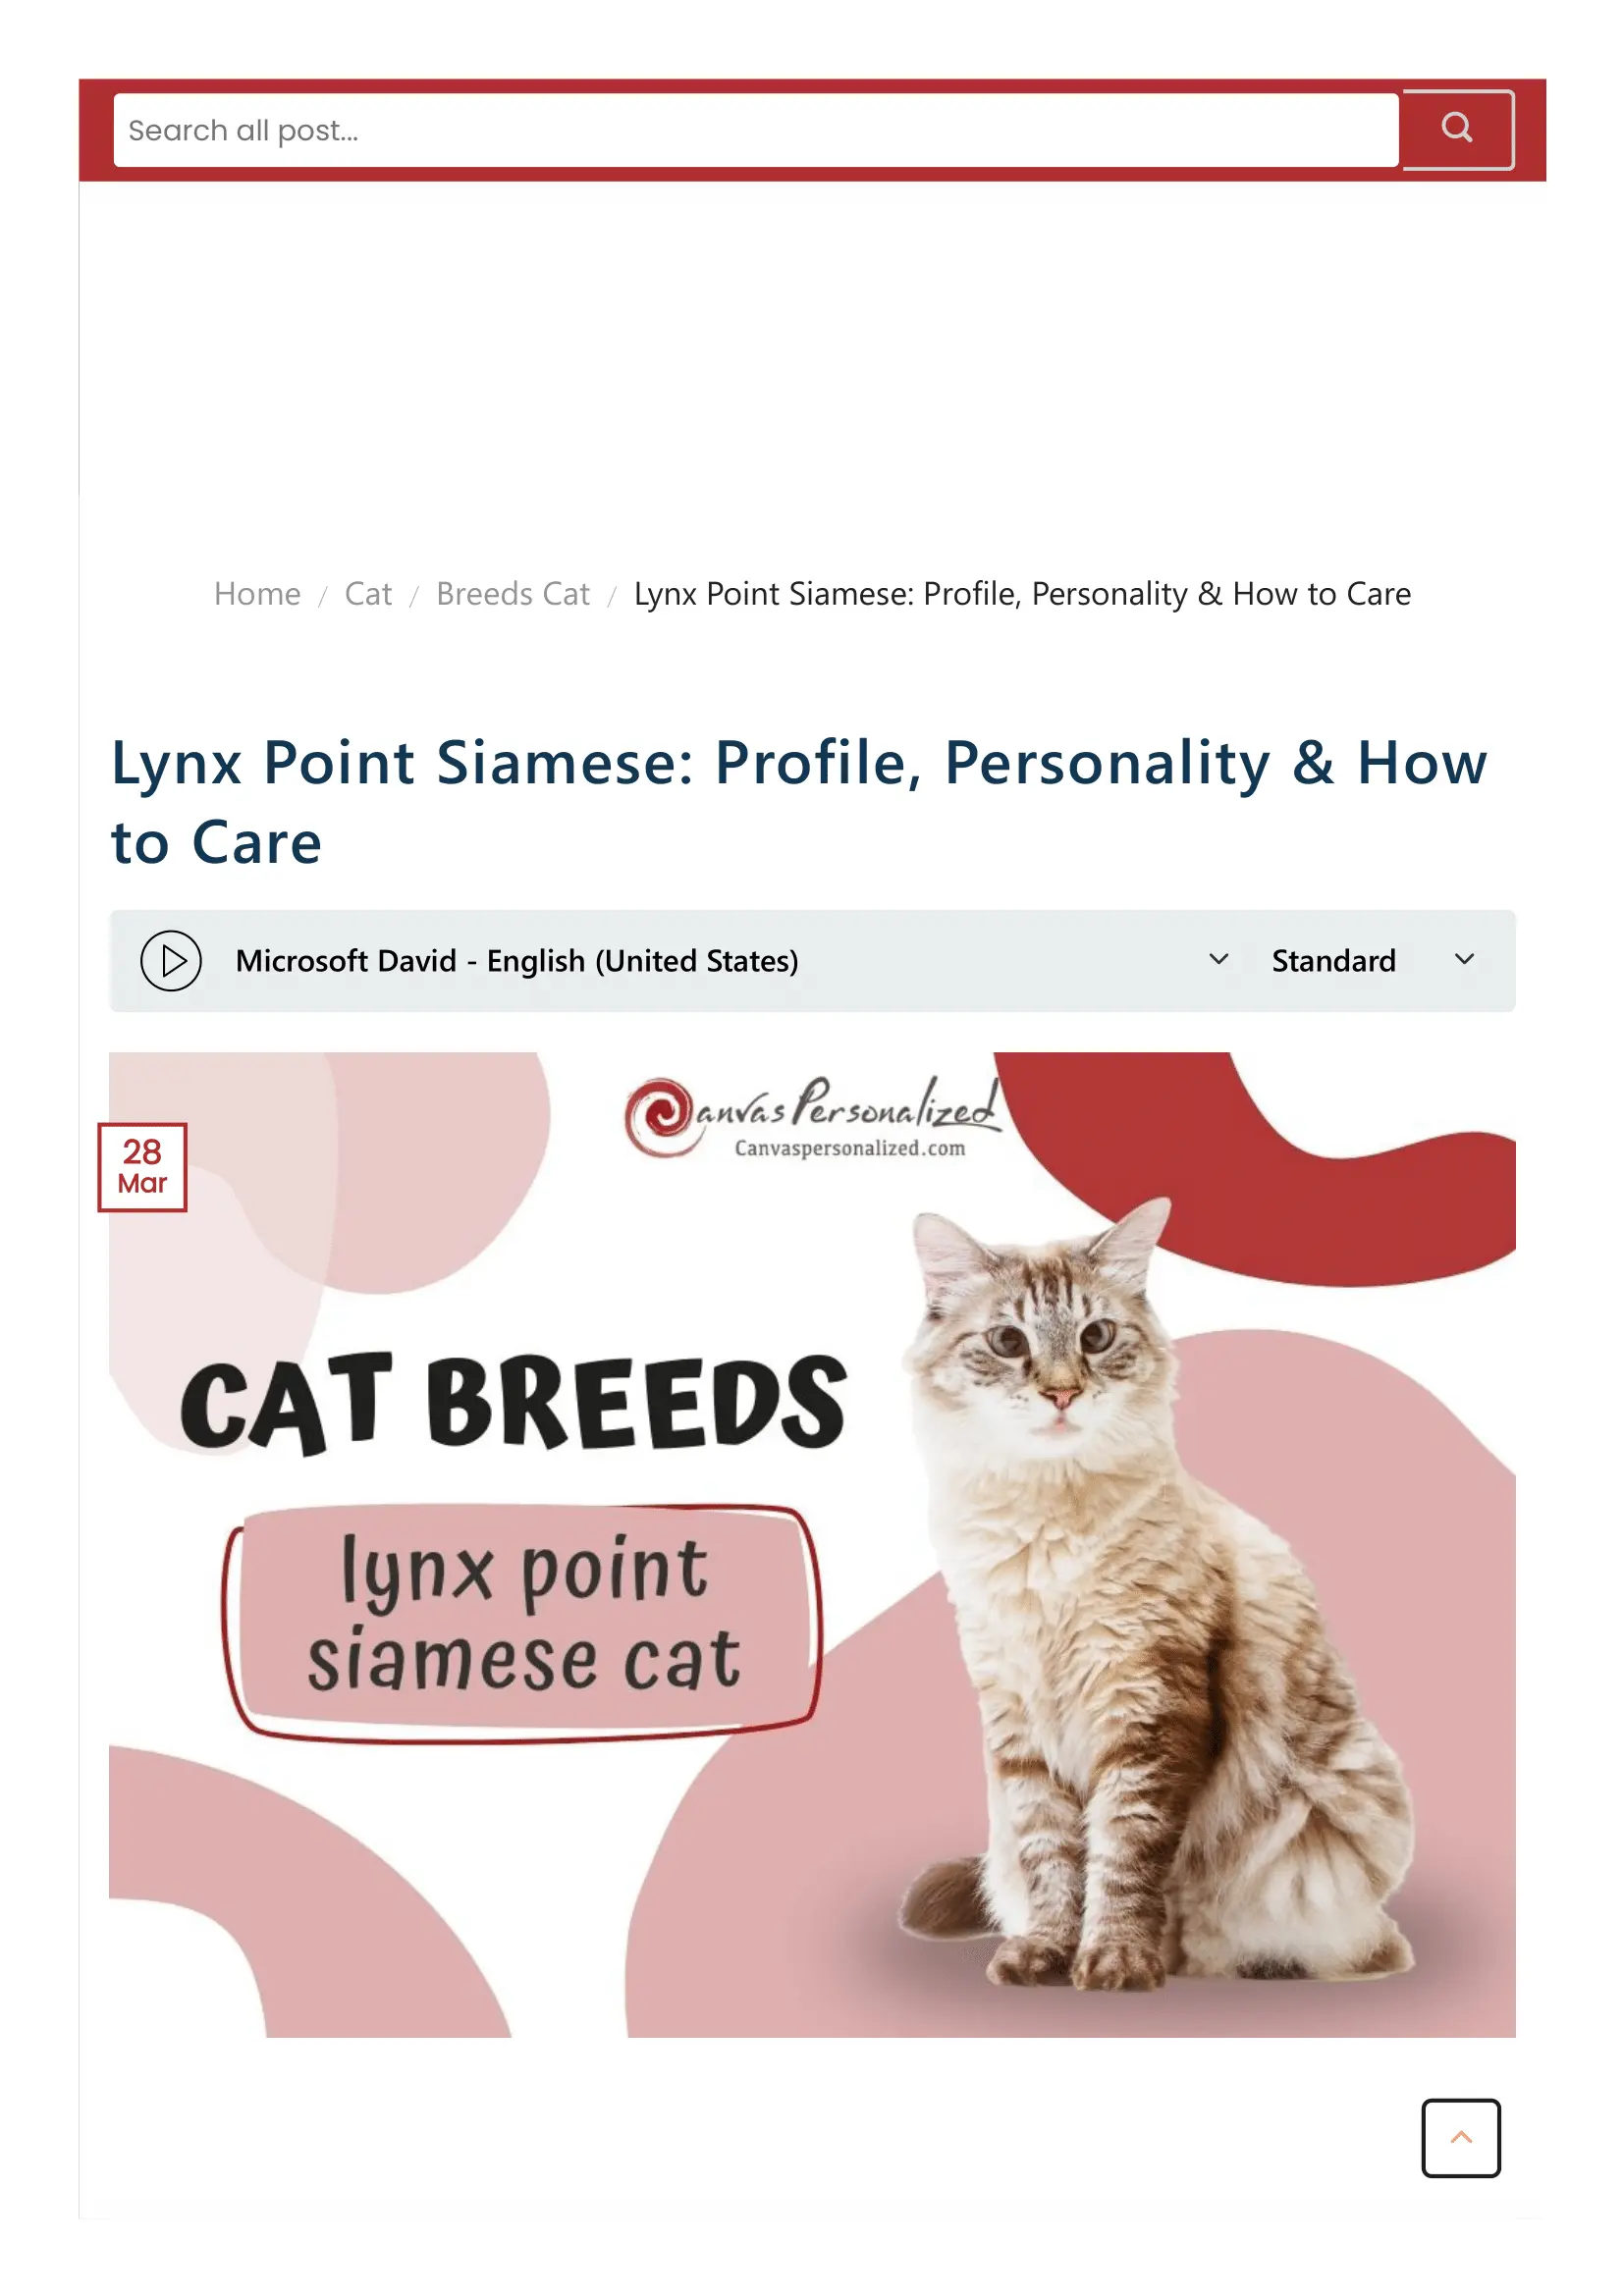 Search all post...
Home / Cat / Breeds Cat / Lynx Point Siamese: Profile, Personality & How to Care
Lynx Point Siamese: Profile, Personality & How
to Care
Microsoft David - English (United States)
Standard
Canvas Personalized
Canvaspersonalized.com
28
Mar
CAT BREEDS
lynx point
siamese cat